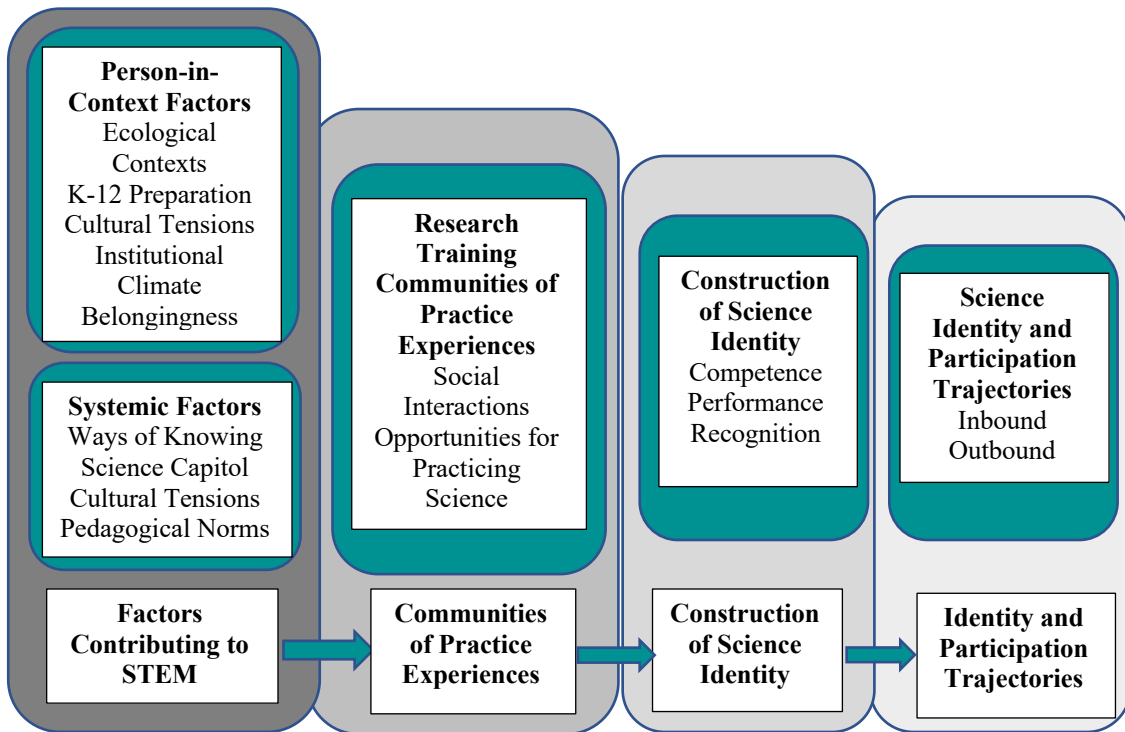 Person-in-
Context Factors
Ecological
Contexts
K-12 Preparation
Cultural Tensions
Institutional
Climate
Belongingness
Systemic Factors
Ways of Knowing
Science Capitol
Cultural Tensions
Pedagogical Norms
Factors
Contributing to
STEM
Research
Training
Communities of
Practice
Experiences
Social
Interactions
Opportunities for
Practicing
Science
Communities
of Practice
Experiences
Construction
of Science
Identity
Competence
Performance
Recognition
Construction
of Science
Identity
Science
Identity and
Participation
Trajectories
Inbound
Outbound
Identity and
Participation
Trajectories